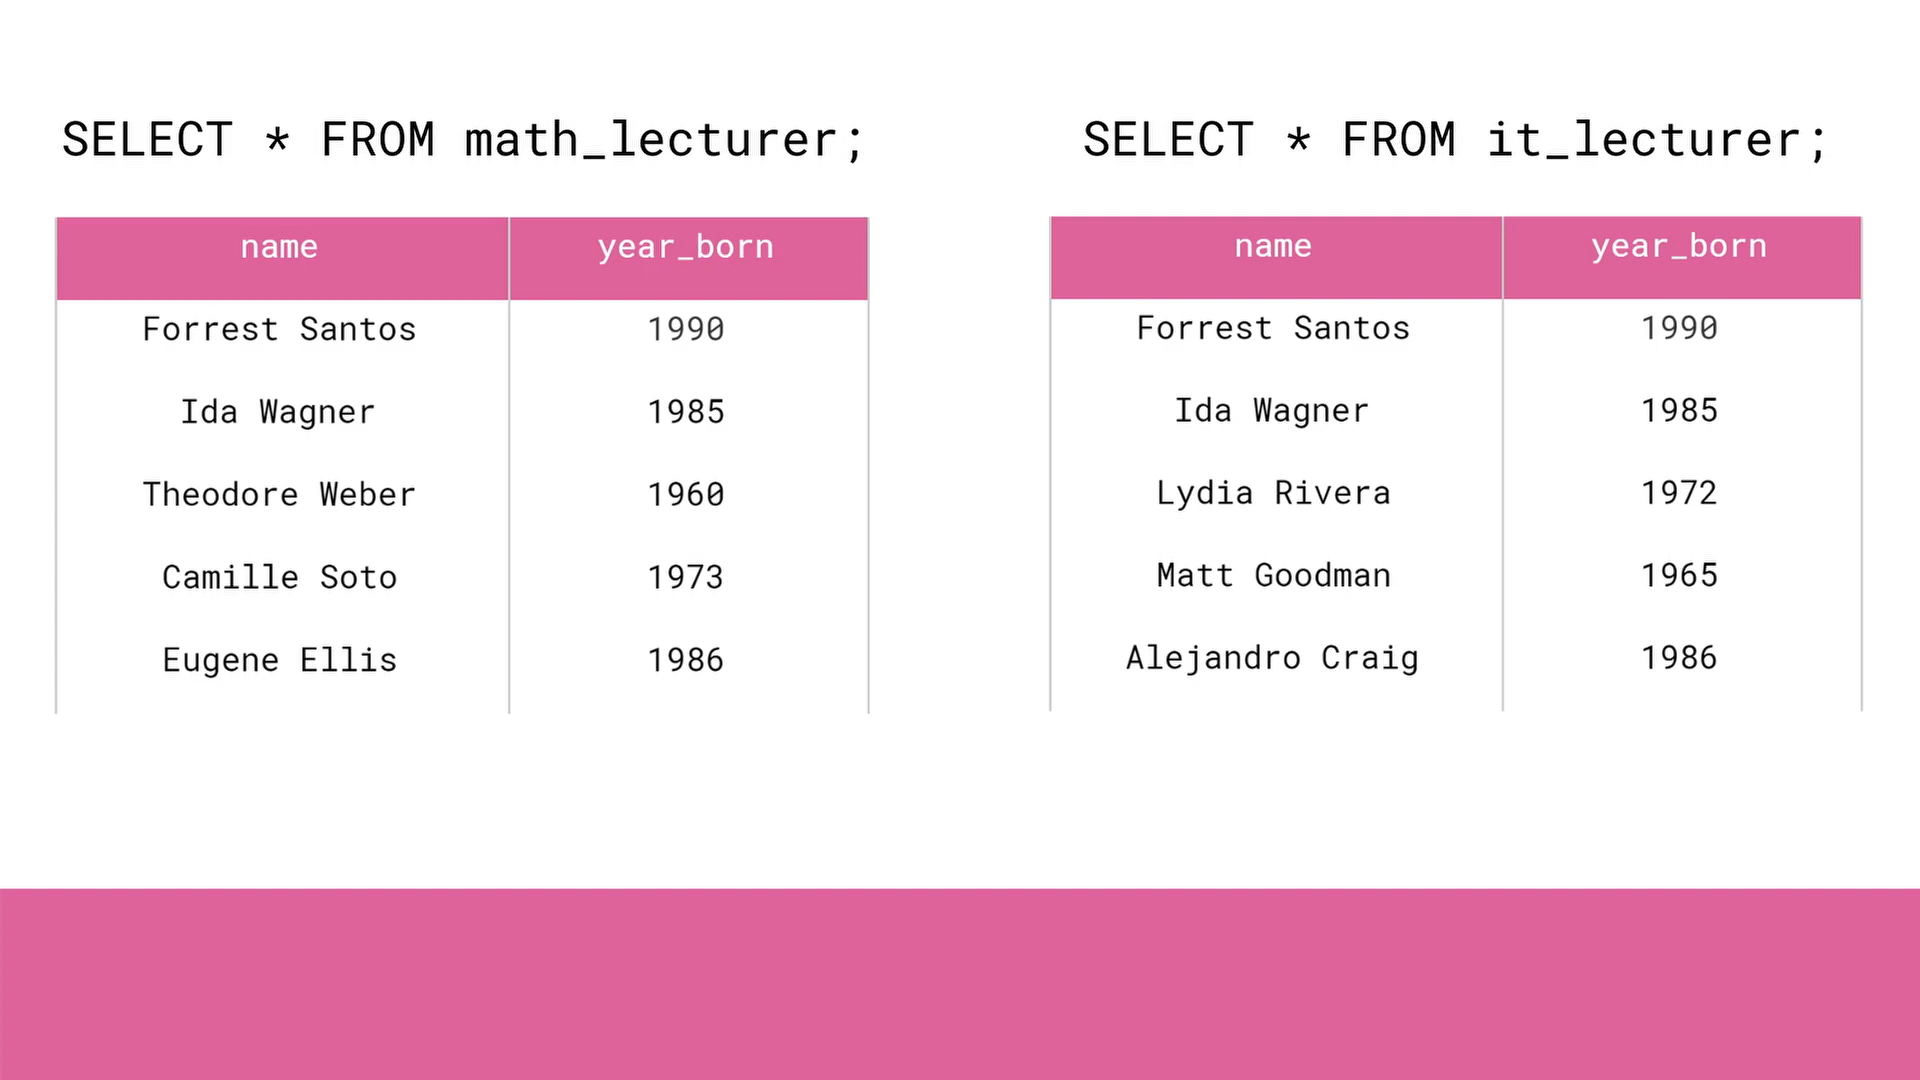 SELECT * FROM math_lecturer;
name year_born
Forrest Santos 1990
Ida Wagner 1985
Theodore Weber 1960
Camille Soto 1973
Eugene Ellis 1986
SELECT * FROM it_lecturer;
name year_born
Forrest Santos 1990
Ida Wagner 1985
Lydia Rivera 1972
Matt Goodman 1965
Alejandro Craig 1986